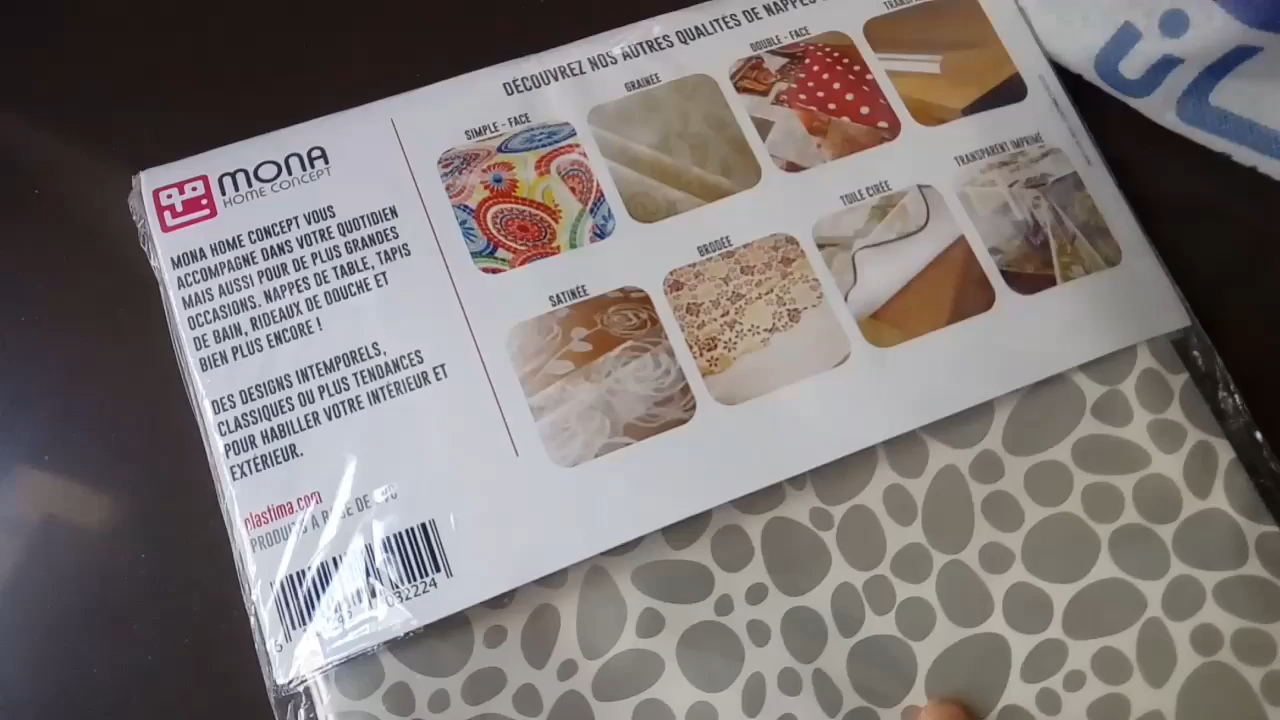 DÉCOUVREZ NOS AUTRES QUALITÉS DE NAPPES
SIMPLE - FACE
GRAINÉE
DOUBLE - FACE
SATINÉE
BRODÉE
TOILE CIRÉE
TRANSPARENT IMPRIMÉ
مونا
MONA
HOME CONCEPT
MONA HOME CONCEPT VOUS
ACCOMPAGNE DANS VOTRE QUOTIDIEN
MAIS AUSSI POUR DE PLUS GRANDES
OCCASIONS. NAPPES DE TABLE, TAPIS
DE BAIN, RIDEAUX DE DOUCHE ET
BIEN PLUS ENCORE !
DES DESIGNS INTEMPORELS,
CLASSIQUES OU PLUS TENDANCES
POUR HABILLER VOTRE INTÉRIEUR ET
EXTÉRIEUR.
plastima.com
PRODUITS À BASE DE
032224